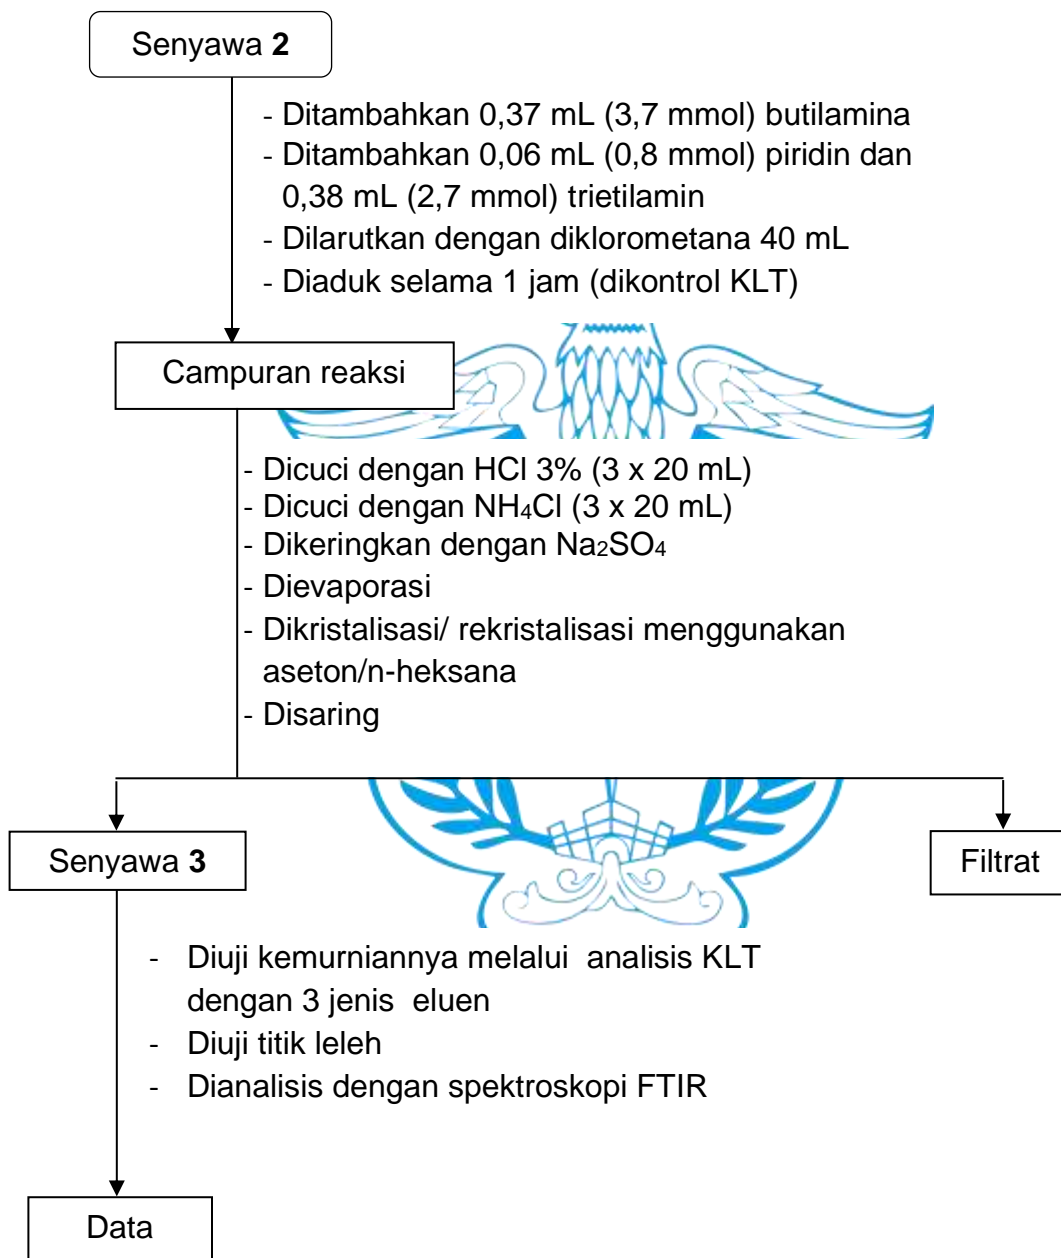 Senyawa 2
- Ditambahkan 0,37 mL (3,7 mmol) butilamina
- Ditambahkan 0,06 mL (0,8 mmol) piridin dan
0,38 mL (2,7 mmol) trietilamin
- Dilarutkan dengan diklorometana 40 mL
- Diaduk selama 1 jam (dikontrol KLT)
Campuran reaksi
- Dicuci dengan HCl 3% (3 x 20 mL)
- Dicuci dengan NH₄Cl (3 x 20 mL)
- Dikeringkan dengan Na₂SO₄
- Dievaporasi
- Dikristalisasi/ rekristalisasi menggunakan
aseton/n-heksana
- Disaring
Senyawa 3
Filtrat
- Diuji kemurniannya melalui analisis KLT
dengan 3 jenis eluen
- Diuji titik leleh
- Dianalisis dengan spektroskopi FTIR
Data